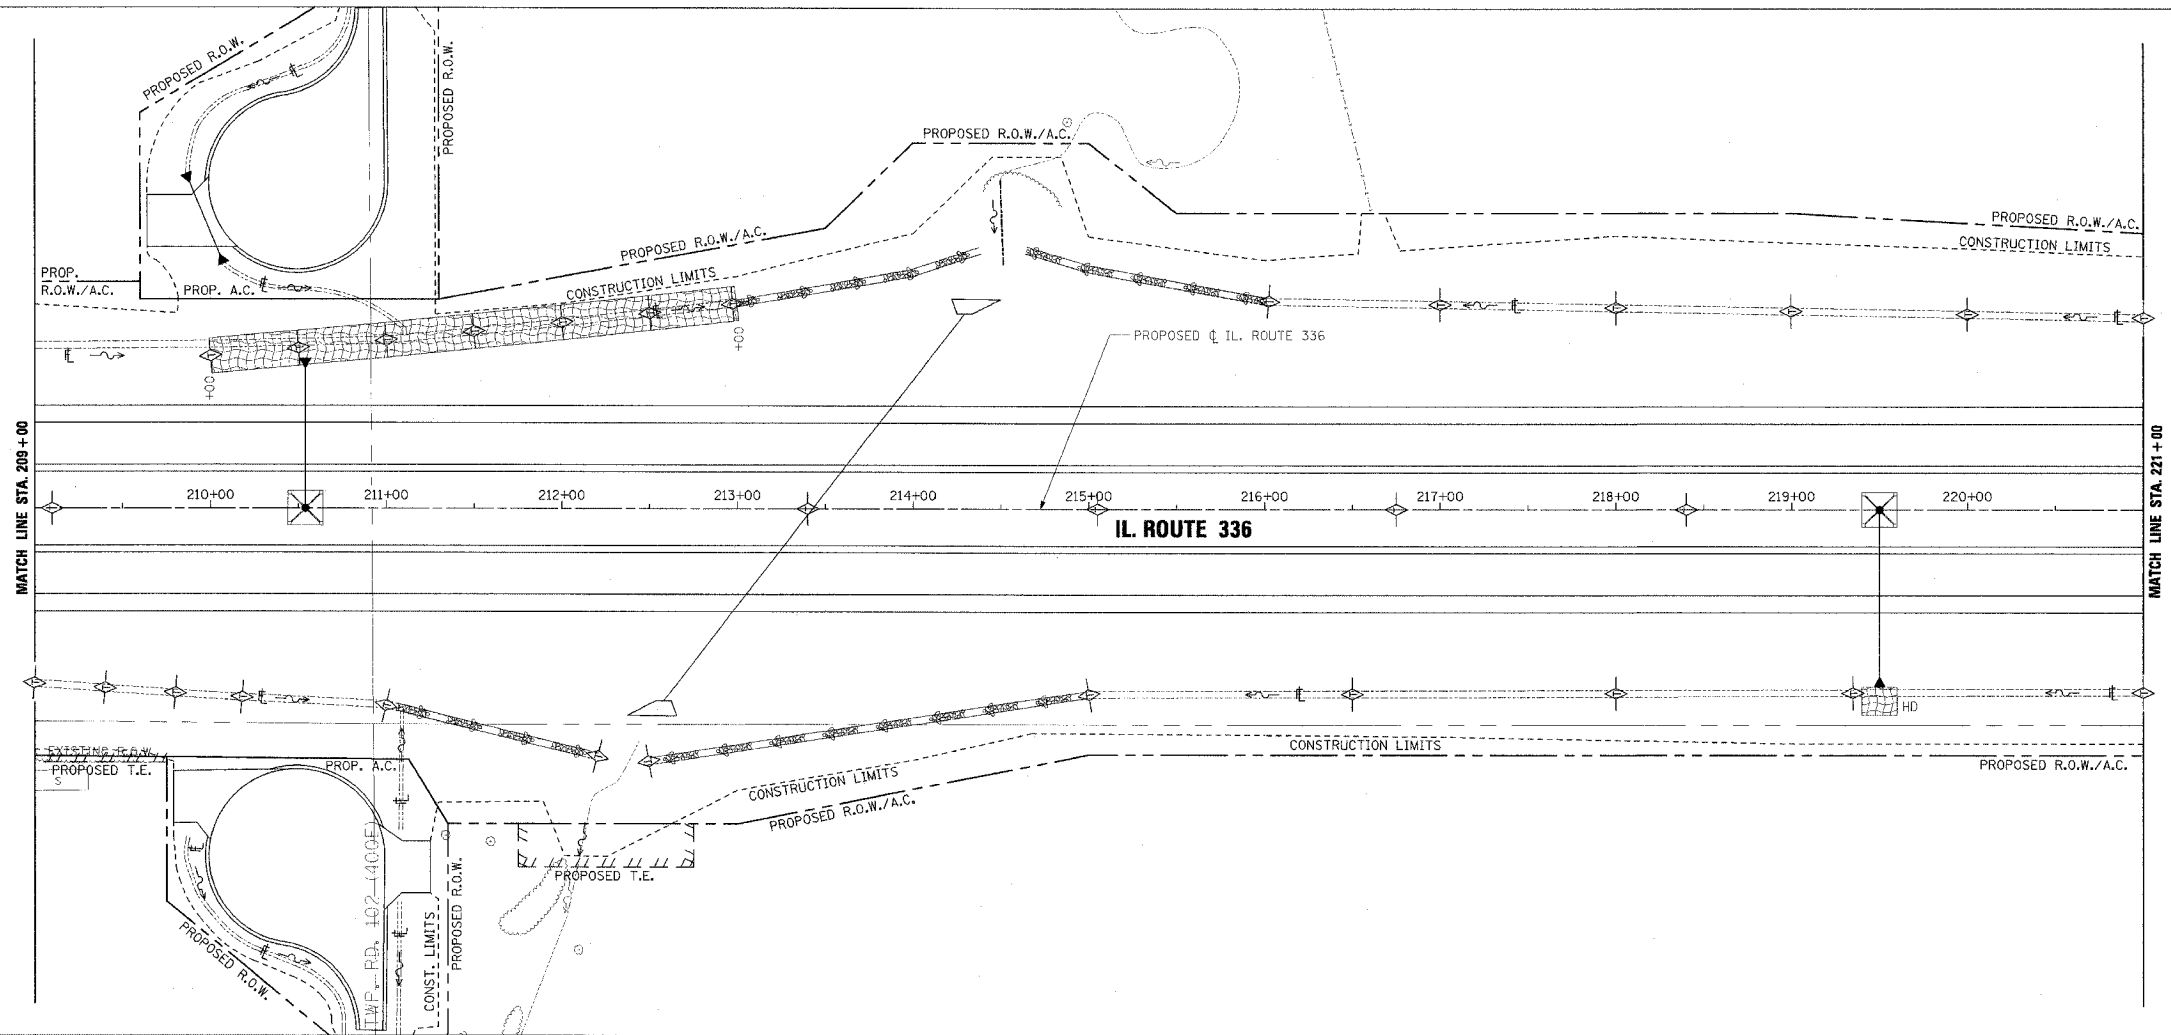 PROPOSED R.O.W.
PROPOSED R.O.W.
PROPOSED R.O.W./A.C.
PROPOSED R.O.W./A.C.
PROPOSED R.O.W./A.C.
CONSTRUCTION LIMITS
PROP.
R.O.W./A.C.
PROP. A.C.
CONSTRUCTION LIMITS
+00
+00
PROPOSED ℄ IL. ROUTE 336
MATCH LINE STA. 209+00
MATCH LINE STA. 221+00
210+00
211+00
212+00
213+00
214+00
215+00
216+00
217+00
218+00
219+00
220+00
IL. ROUTE 336
HD
EXISTING R.O.W.
PROPOSED T.E.
S
PROP. A.C.
CONSTRUCTION LIMITS
PROPOSED R.O.W./A.C.
CONSTRUCTION LIMITS
PROPOSED R.O.W./A.C.
PROPOSED T.E.
TWP. RD. 102 (400E)
CONST. LIMITS
PROPOSED R.O.W.
PROPOSED R.O.W.